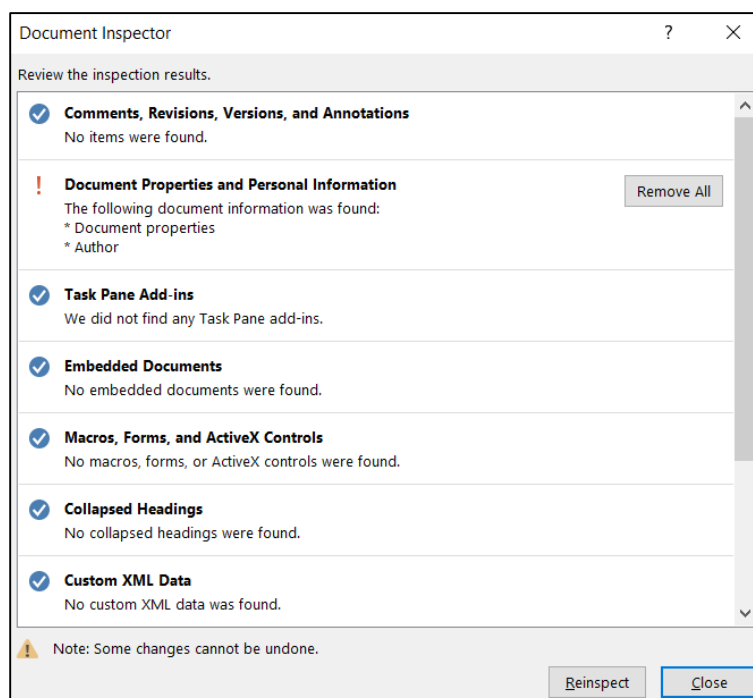 Document Inspector
Review the inspection results.
Comments, Revisions, Versions, and Annotations
No items were found.
Document Properties and Personal Information
Remove All
The following document information was found:
* Document properties
* Author
Task Pane Add-ins
We did not find any Task Pane add-ins.
Embedded Documents
No embedded documents were found.
Macros, Forms, and ActiveX Controls
No macros, forms, or ActiveX controls were found.
Collapsed Headings
No collapsed headings were found.
Custom XML Data
No custom XML data was found.
Note: Some changes cannot be undone.
Reinspect
Close